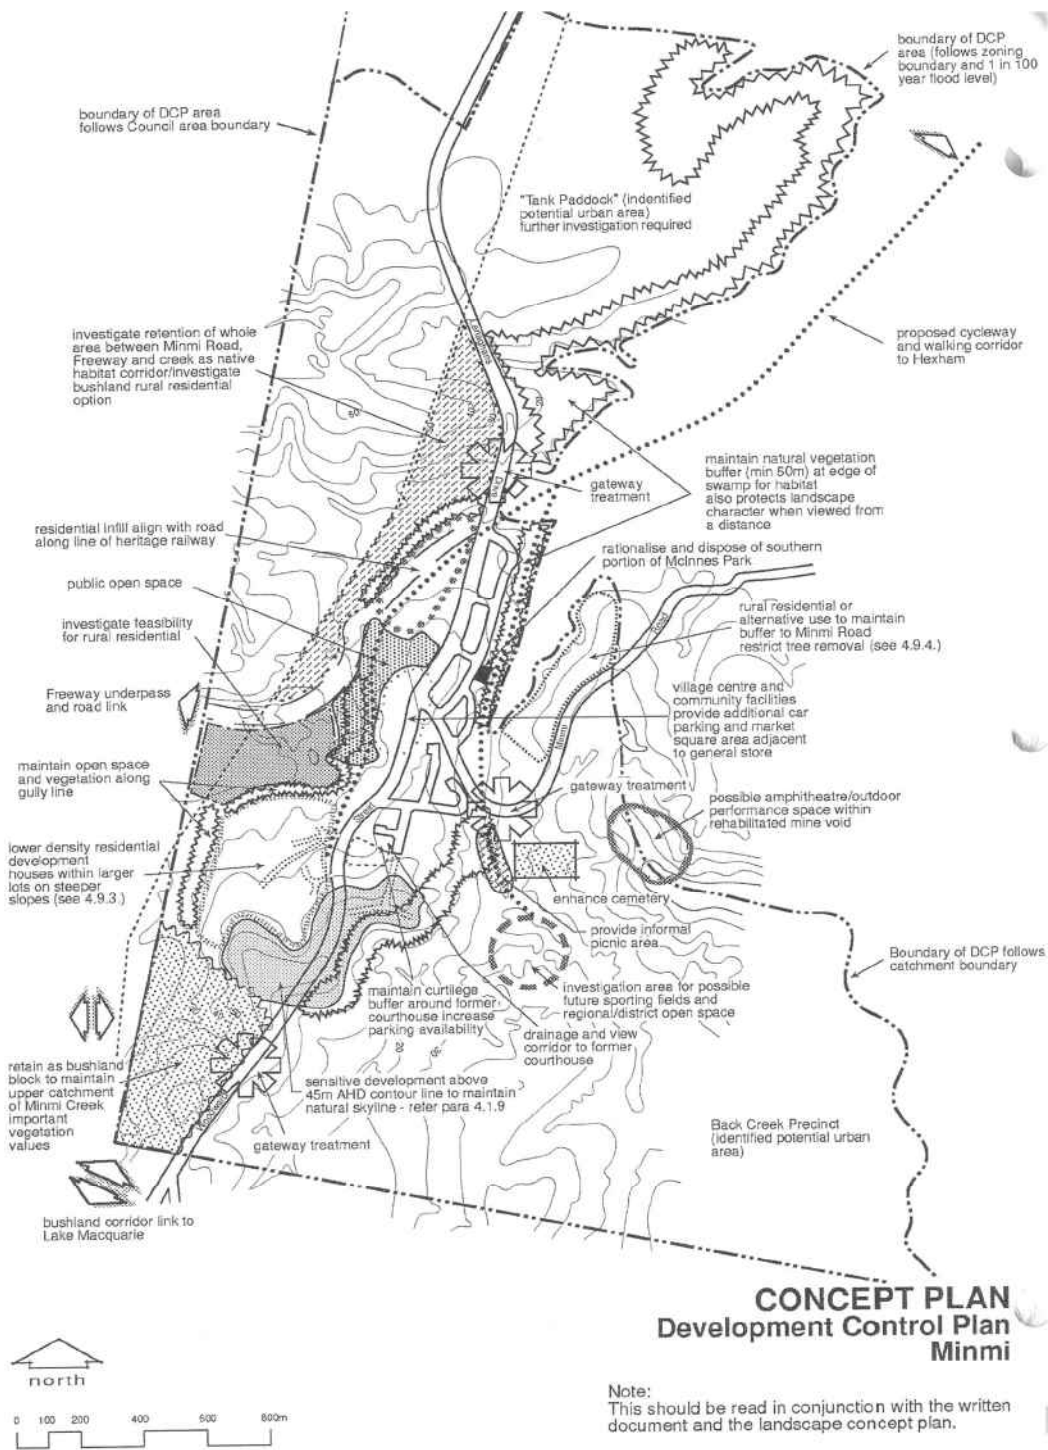 boundary of DCP
area (follows zoning
boundary and 1 in 100
year flood level)
boundary of DCP area
follows Council area boundary
"Tank Paddock" (indentified
potential urban area)
further investigation required
investigate retention of whole
area between Minmi Road,
Freeway and creek as native
habitat corridor/investigate
bushland rural residential
option
proposed cycleway
and walking corridor
to Hexham
maintain natural vegetation
buffer (min 50m) at edge of
swamp for habitat
also protects landscape
character when viewed from
a distance
gateway
treatment
Drive
residential infill align with road
along line of heritage railway
rationalise and dispose of southern
portion of McInnes Park
public open space
rural residential or
alternative use to maintain
buffer to Minmi Road
restrict tree removal (see 4.9.4.)
investigate feasibility
for rural residential
Freeway underpass
and road link
village centre and
community facilities
provide additional car
parking and market
square area adjacent
to general store
Minmi
Road
maintain open space
and vegetation along
gully line
gateway treatment
possible amphitheatre/outdoor
performance space within
rehabilitated mine void
Street
lower density residential
development
houses within larger
lots on steeper
slopes (see 4.9.3.)
enhance cemetery
provide informal
picnic area
Boundary of DCP follows
catchment boundary
maintain curtilege
buffer around former
courthouse increase
parking availability
investigation area for possible
future sporting fields and
regional/district open space
drainage and view
corridor to former
courthouse
retain as bushland
block to maintain
upper catchment
of Minmi Creek
important
vegetation
values
sensitive development above
45m AHD contour line to maintain
natural skyline - refer para 4.1.9
gateway treatment
Back Creek Precinct
(identified potential urban
area)
bushland corridor link to
Lake Macquarie
CONCEPT PLAN
Development Control Plan
Minmi
north
0 100 200 400 600 800m
Note:
This should be read in conjunction with the written
document and the landscape concept plan.